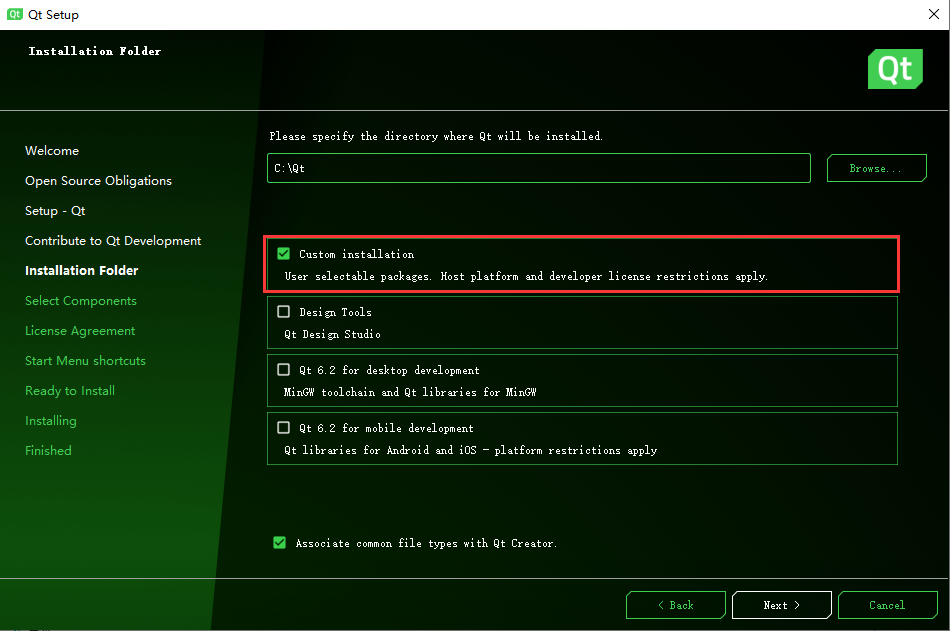 Qt Qt Setup
Installation Folder
Qt
Welcome
Open Source Obligations
Setup - Qt
Contribute to Qt Development
Installation Folder
Select Components
License Agreement
Start Menu shortcuts
Ready to Install
Installing
Finished
Please specify the directory where Qt will be installed.
C:\Qt
Browse...
Custom installation
User selectable packages. Host platform and developer license restrictions apply.
Design Tools
Qt Design Studio
Qt 6.2 for desktop development
MinGW toolchain and Qt libraries for MinGW
Qt 6.2 for mobile development
Qt libraries for Android and iOS - platform restrictions apply
Associate common file types with Qt Creator.
< Back
Next >
Cancel